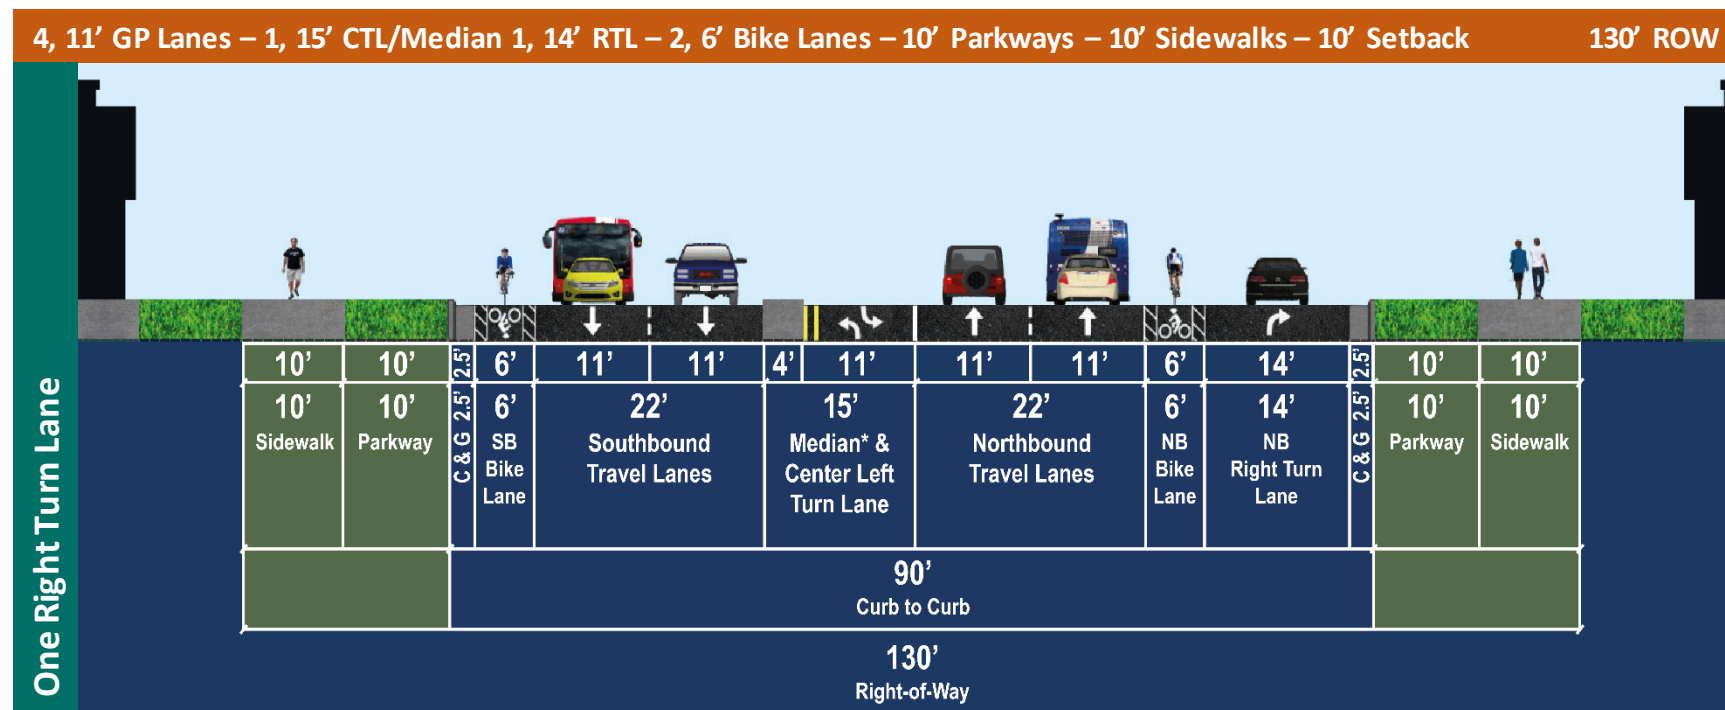 4, 11’ GP Lanes – 1, 15’ CTL/Median 1, 14’ RTL – 2, 6’ Bike Lanes – 10’ Parkways – 10’ Sidewalks – 10’ Setback 130’ ROW
One Right Turn Lane
10’ 10’ 2.5’ 6’ 11’ 11’ 4’ 11’ 11’ 11’ 6’ 14’ 2.5’ 10’ 10’
10’
Sidewalk
10’
Parkway
C & G 2.5’
6’
SB
Bike
Lane
22’
Southbound
Travel Lanes
15’
Median* &
Center Left
Turn Lane
22’
Northbound
Travel Lanes
6’
NB
Bike
Lane
14’
NB
Right Turn
Lane
C & G 2.5’
10’
Parkway
10’
Sidewalk
90’
Curb to Curb
130’
Right-of-Way